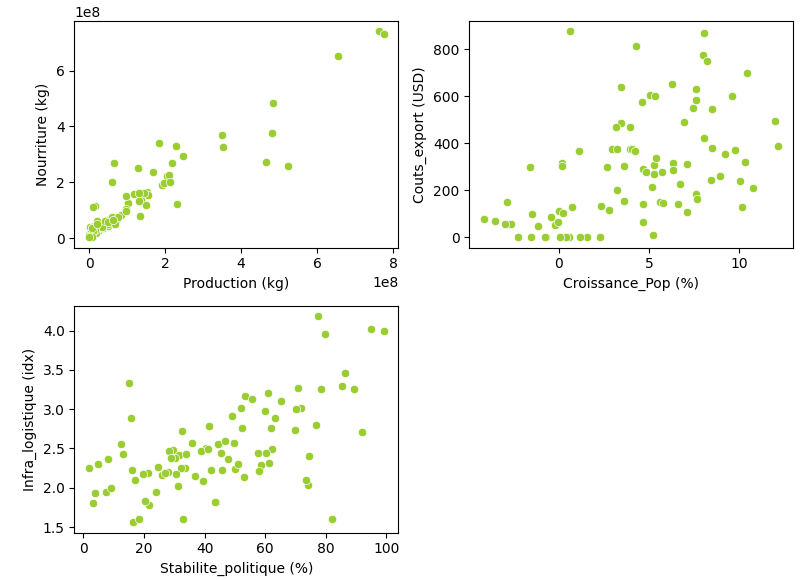 1e8
6
4
2
0
Nourriture (kg)
0 2 4 6 8
1e8
Production (kg)
800
600
400
200
0
Couts_export (USD)
0 5 10
Croissance_Pop (%)
4.0
3.5
3.0
2.5
2.0
1.5
Infra_logistique (idx)
0 20 40 60 80 100
Stabilite_politique (%)